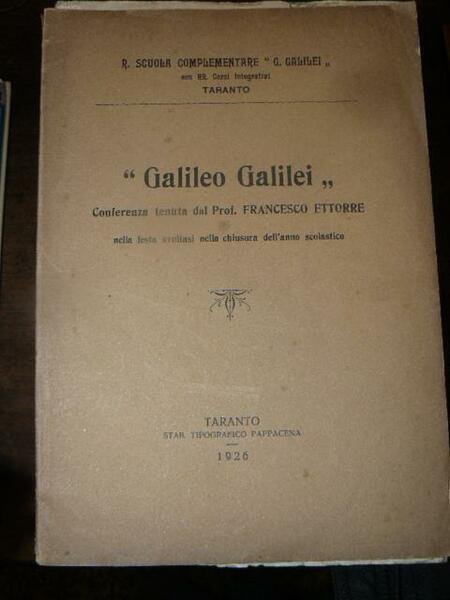 R. SCUOLA COMPLEMENTARE " G. GALILEI „
con RR. Corsi Integrativi
TARANTO
" Galileo Galilei „
Conferenza tenuta dal Prof. FRANCESCO ETTORRE
nella festa svoltasi nella chiusura dell'anno scolastico
TARANTO
STAB. TIPOGRAFICO PAPPACENA
1926